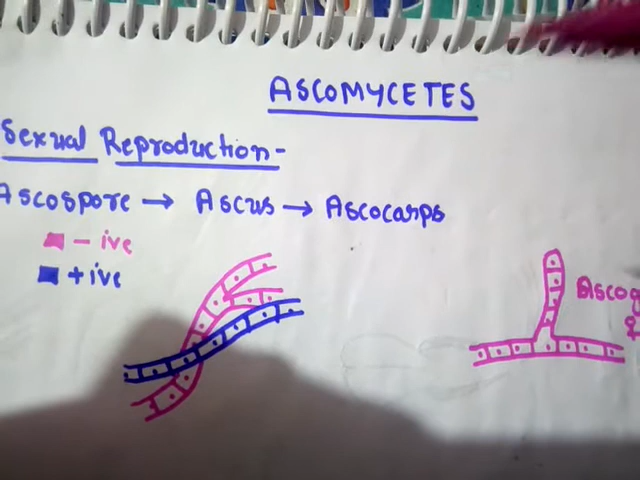 ASCOMYCETES
Sexual Reproduction-
Ascospore → Ascus → Ascocarps
- ive
+ ive
♀